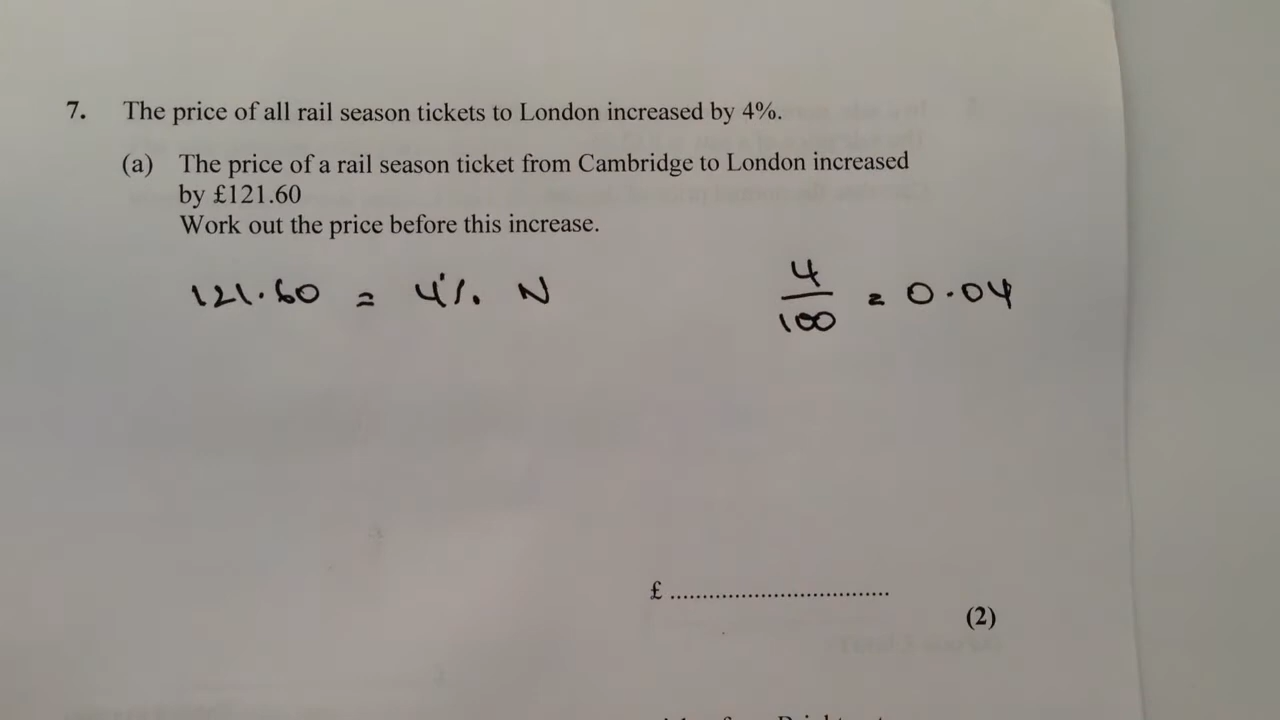 7. The price of all rail season tickets to London increased by 4%.
(a) The price of a rail season ticket from Cambridge to London increased
by £121.60
Work out the price before this increase.
121.60 = 4% N
4/100 = 0.04
£ ..................................
(2)